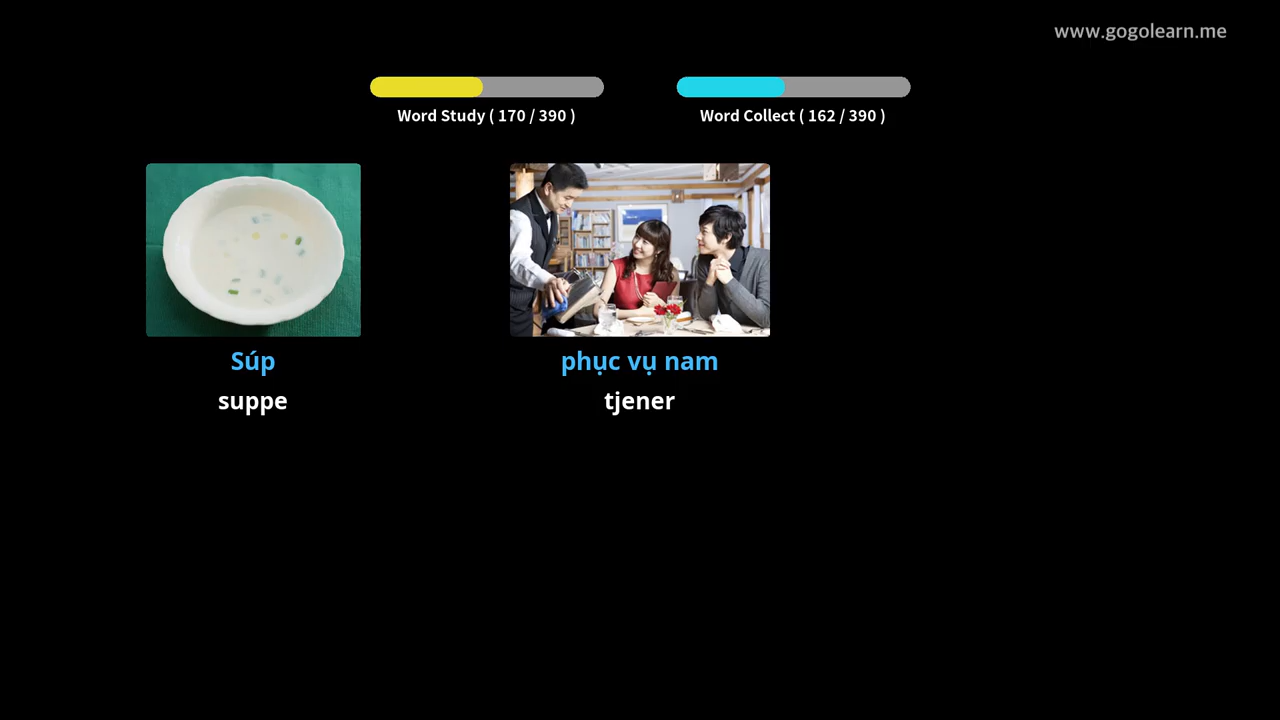 www.gogolearn.me
Word Study ( 170 / 390 )
Word Collect ( 162 / 390 )
Súp
suppe
phục vụ nam
tjener